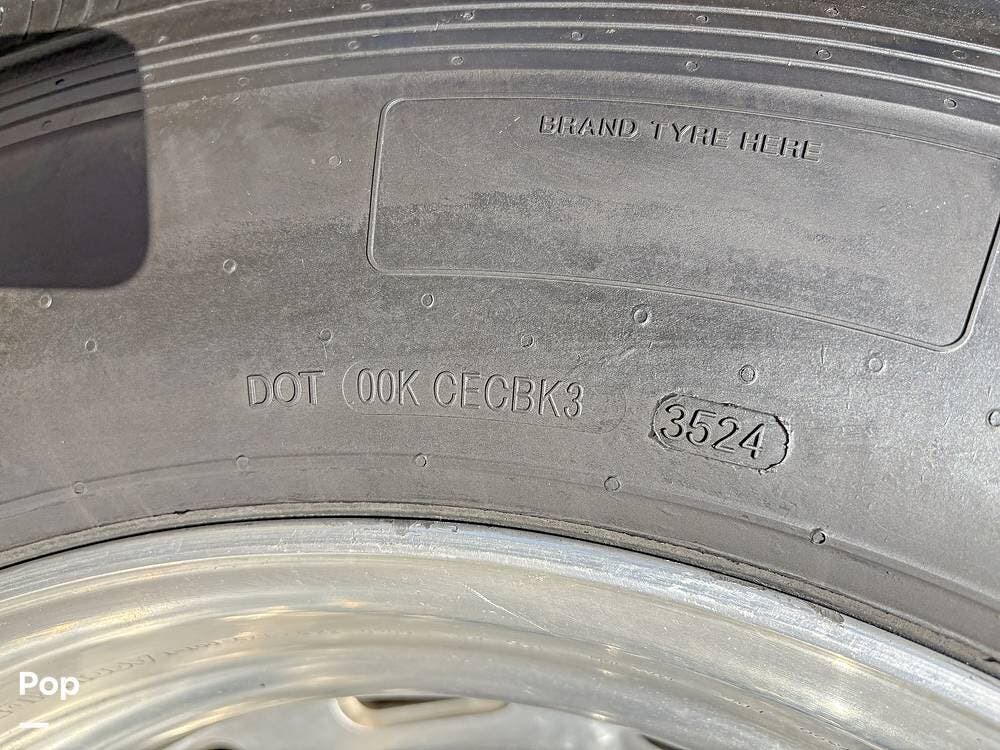 BRAND TYRE HERE
DOT 00K CECBK3 3524
Pop